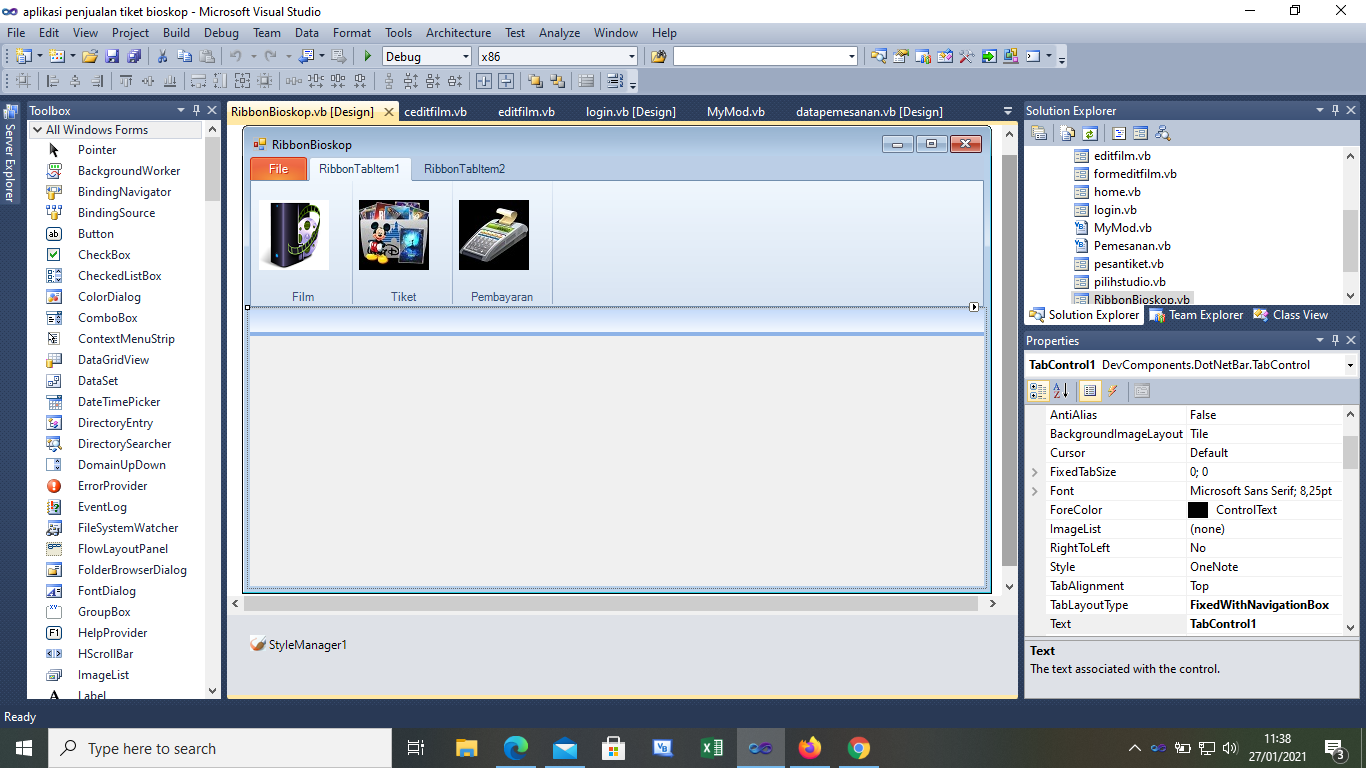 aplikasi penjualan tiket bioskop - Microsoft Visual Studio
File Edit View Project Build Debug Team Data Format Tools Architecture Test Analyze Window Help
Debug x86
Server Explorer
Toolbox
All Windows Forms
Pointer
BackgroundWorker
BindingNavigator
BindingSource
Button
CheckBox
CheckedListBox
ColorDialog
ComboBox
ContextMenuStrip
DataGridView
DataSet
DateTimePicker
DirectoryEntry
DirectorySearcher
DomainUpDown
ErrorProvider
EventLog
FileSystemWatcher
FlowLayoutPanel
FolderBrowserDialog
FontDialog
GroupBox
HelpProvider
HScrollBar
ImageList
Label
RibbonBioskop.vb [Design] ceditfilm.vb editfilm.vb login.vb [Design] MyMod.vb datapemesanan.vb [Design]
RibbonBioskop
File RibbonTabItem1 RibbonTabItem2
Film Tiket Pembayaran
StyleManager1
Solution Explorer
editfilm.vb
formeditfilm.vb
home.vb
login.vb
MyMod.vb
Pemesanan.vb
pesantiket.vb
pilihstudio.vb
RibbonBioskop.vb
Solution Explorer Team Explorer Class View
Properties
TabControl1 DevComponents.DotNetBar.TabControl
AntiAlias False
BackgroundImageLayout Tile
Cursor Default
FixedTabSize 0; 0
Font Microsoft Sans Serif; 8,25pt
ForeColor ControlText
ImageList (none)
RightToLeft No
Style OneNote
TabAlignment Top
TabLayoutType FixedWithNavigationBox
Text TabControl1
Text
The text associated with the control.
Ready
Type here to search
11:38
27/01/2021
3